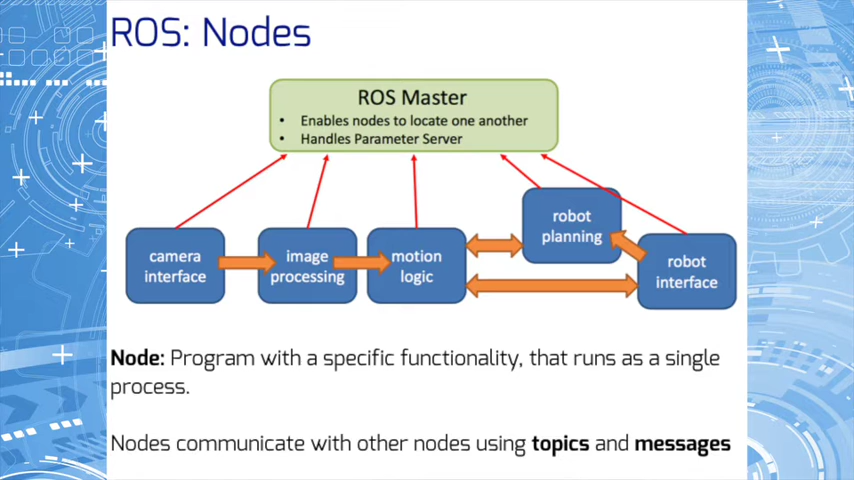 ROS: Nodes
ROS Master
• Enables nodes to locate one another
• Handles Parameter Server
camera
interface
image
processing
motion
logic
robot
planning
robot
interface
Node: Program with a specific functionality, that runs as a single
process.
Nodes communicate with other nodes using topics and messages